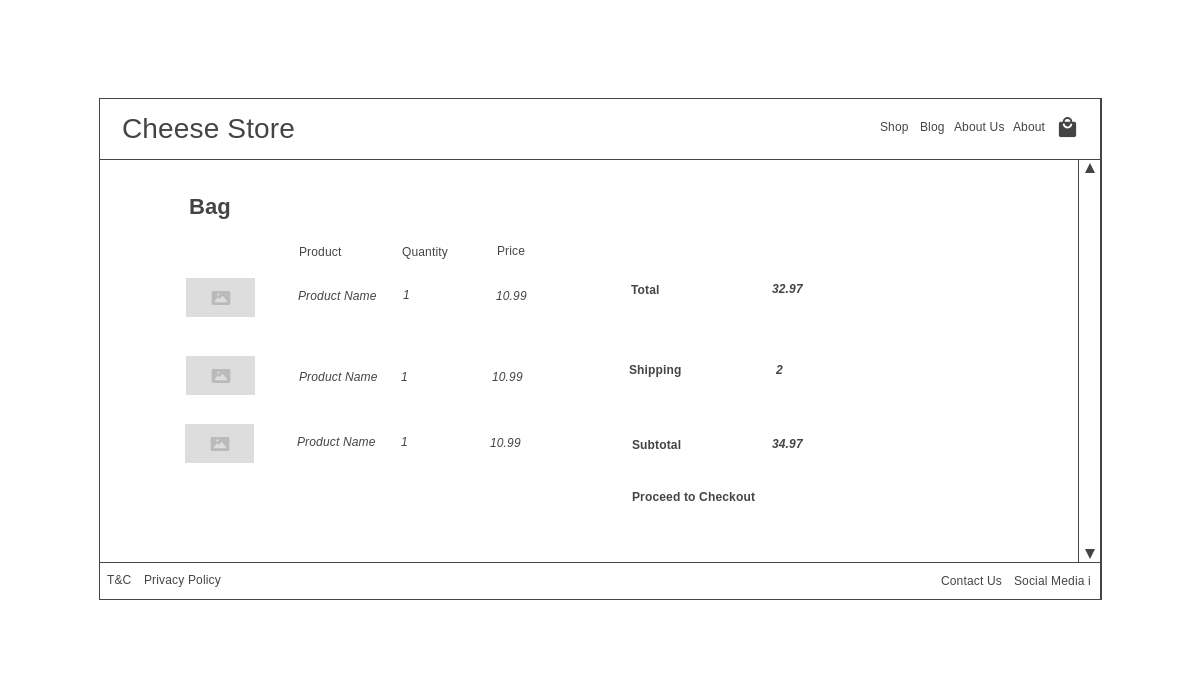 Cheese Store
Shop Blog About Us About
Bag
Product Quantity Price
Product Name 1 10.99
Total 32.97
Product Name 1 10.99
Shipping 2
Product Name 1 10.99
Subtotal 34.97
Proceed to Checkout
T&C Privacy Policy
Contact Us Social Media i